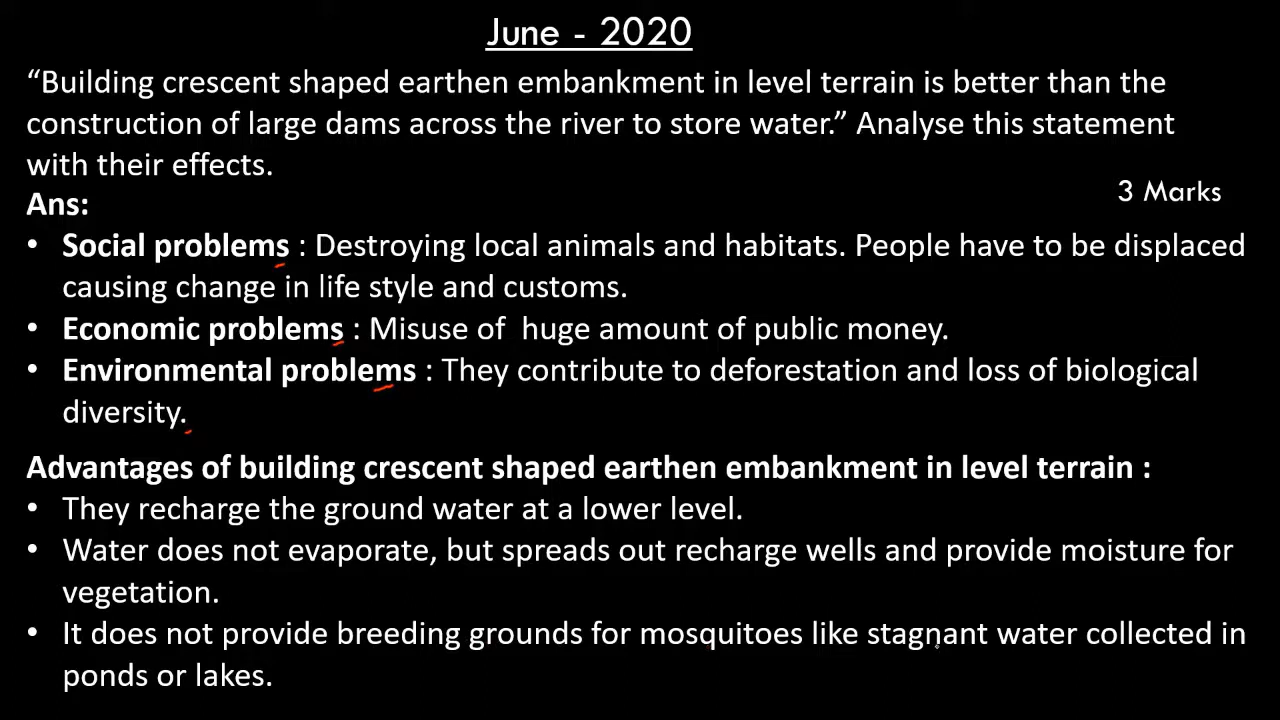 June - 2020
“Building crescent shaped earthen embankment in level terrain is better than the
construction of large dams across the river to store water.” Analyse this statement
with their effects.
3 Marks
Ans:
• Social problems : Destroying local animals and habitats. People have to be displaced
causing change in life style and customs.
• Economic problems : Misuse of huge amount of public money.
• Environmental problems : They contribute to deforestation and loss of biological
diversity.
Advantages of building crescent shaped earthen embankment in level terrain :
• They recharge the ground water at a lower level.
• Water does not evaporate, but spreads out recharge wells and provide moisture for
vegetation.
• It does not provide breeding grounds for mosquitoes like stagnant water collected in
ponds or lakes.